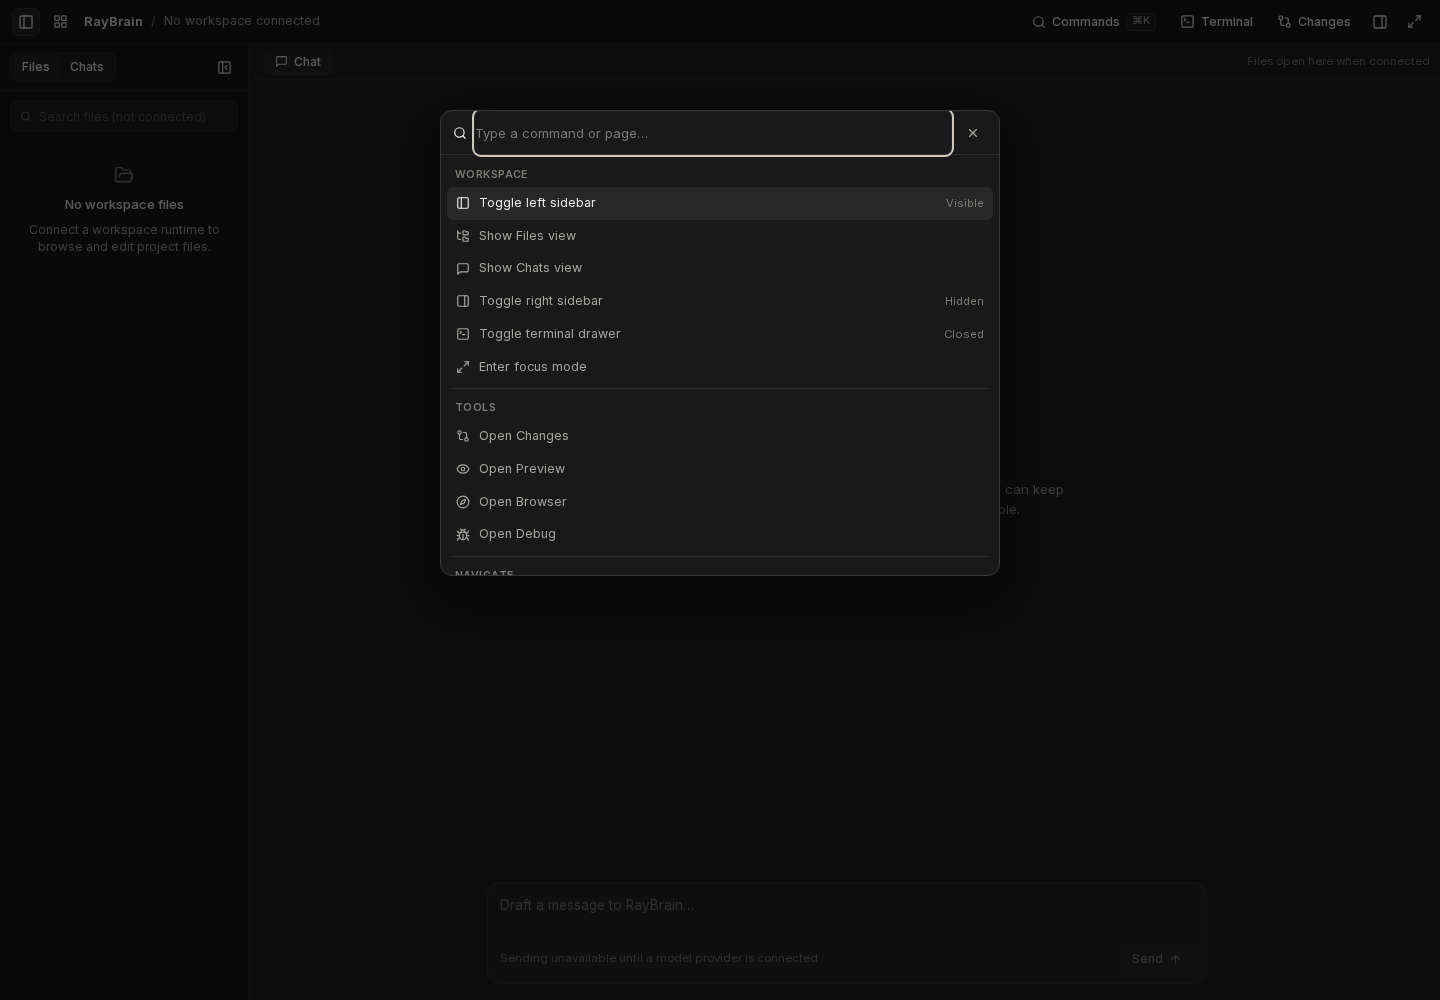 RayBrain / No workspace connected
Commands ⌘K
Terminal
Changes
Files
Chats
Chat
Files open here when connected
Search files (not connected)
No workspace files
Connect a workspace runtime to
browse and edit project files.
Type a command or page…
WORKSPACE
Toggle left sidebar Visible
Show Files view
Show Chats view
Toggle right sidebar Hidden
Toggle terminal drawer Closed
Enter focus mode
TOOLS
Open Changes
Open Preview
Open Browser
Open Debug
NAVIGATE
can keep
Draft a message to RayBrain…
Sending unavailable until a model provider is connected
Send